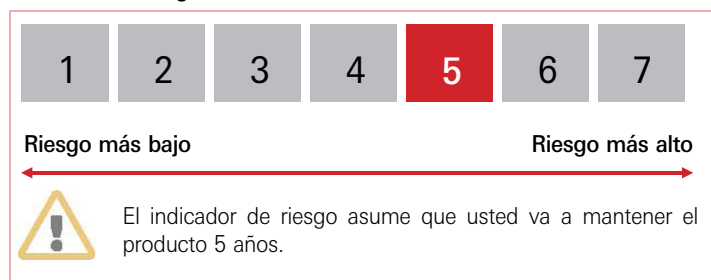 1 2 3 4 5 6 7
Riesgo más bajo Riesgo más alto
El indicador de riesgo asume que usted va a mantener el
producto 5 años.